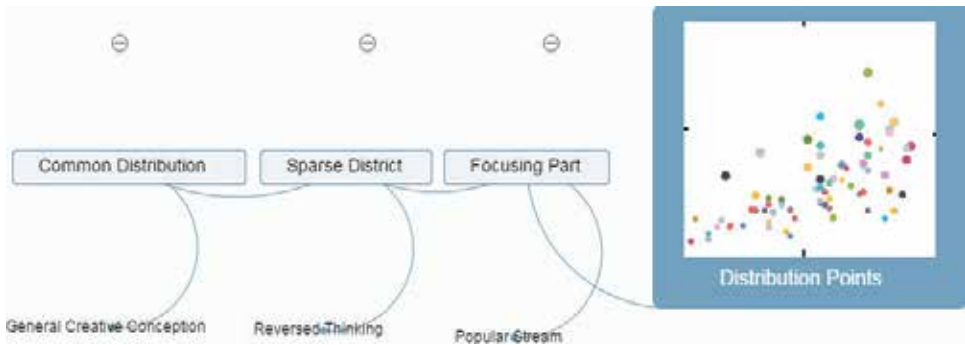 Common Distribution
Sparse District
Focusing Part
Distribution Points
General Creative Conception
Reversed Thinking
Popular Stream